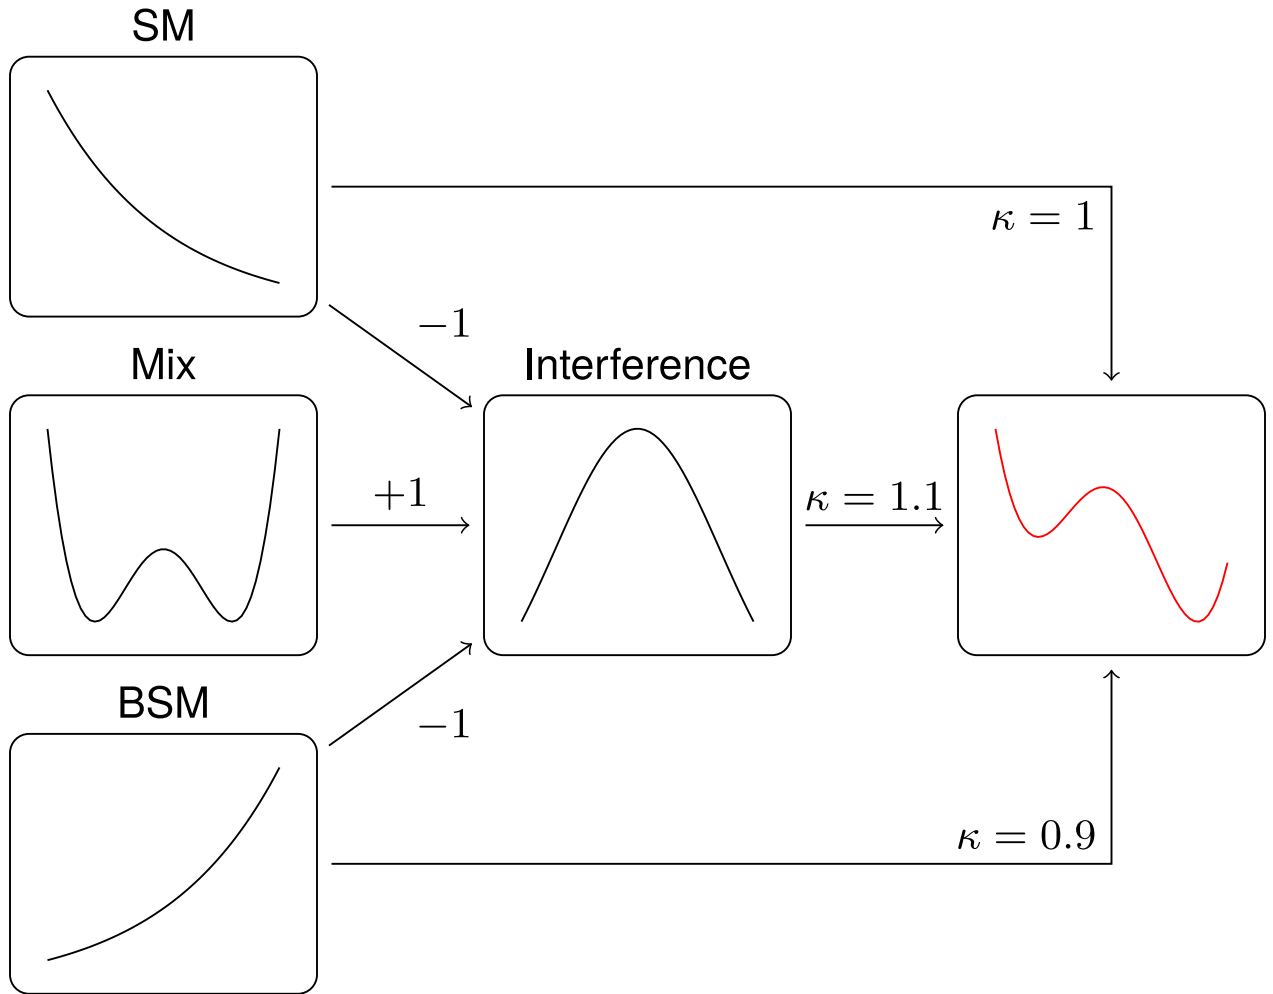 SM
κ = 1
−1
Mix
Interference
+1
κ = 1.1
BSM
−1
κ = 0.9